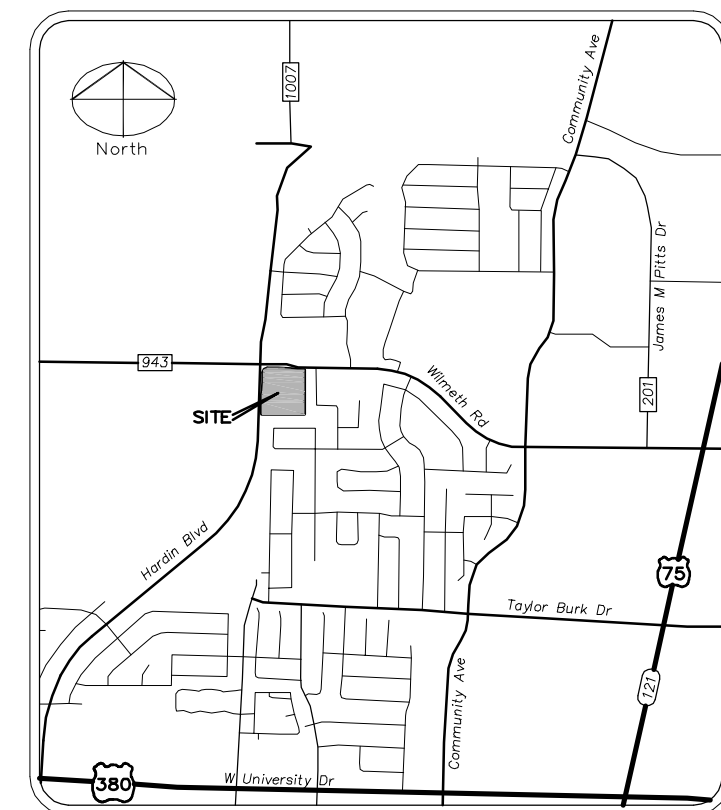 1007
Community Ave
North
James M Pitts Dr
943
Wilmeth Rd
201
SITE
Hardin Blvd
75
Taylor Burk Dr
121
Community Ave
380
W University Dr